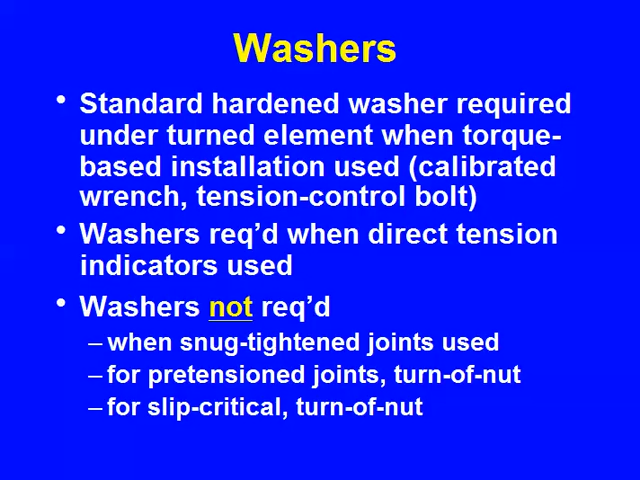 Washers
• Standard hardened washer required
under turned element when torque-
based installation used (calibrated
wrench, tension-control bolt)
• Washers req’d when direct tension
indicators used
• Washers not req’d
– when snug-tightened joints used
– for pretensioned joints, turn-of-nut
– for slip-critical, turn-of-nut